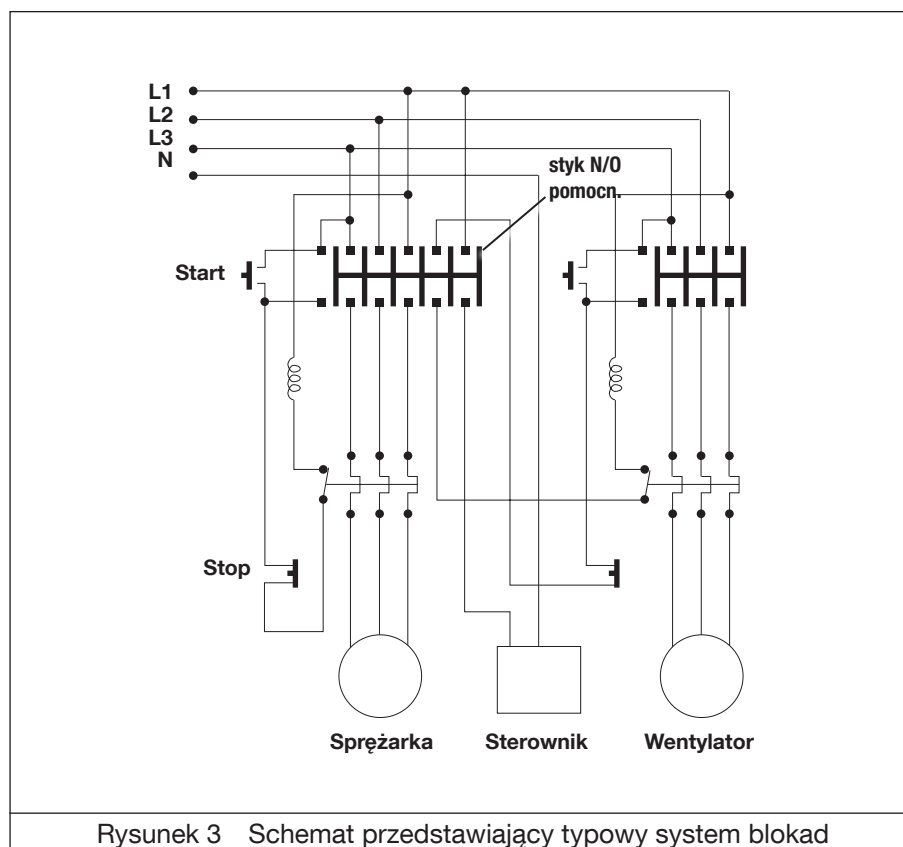 L1
L2
L3
N
styk N/O
pomocn.
Start
Stop
Sprężarka
Sterownik
Wentylator
Rysunek 3 Schemat przedstawiający typowy system blokad